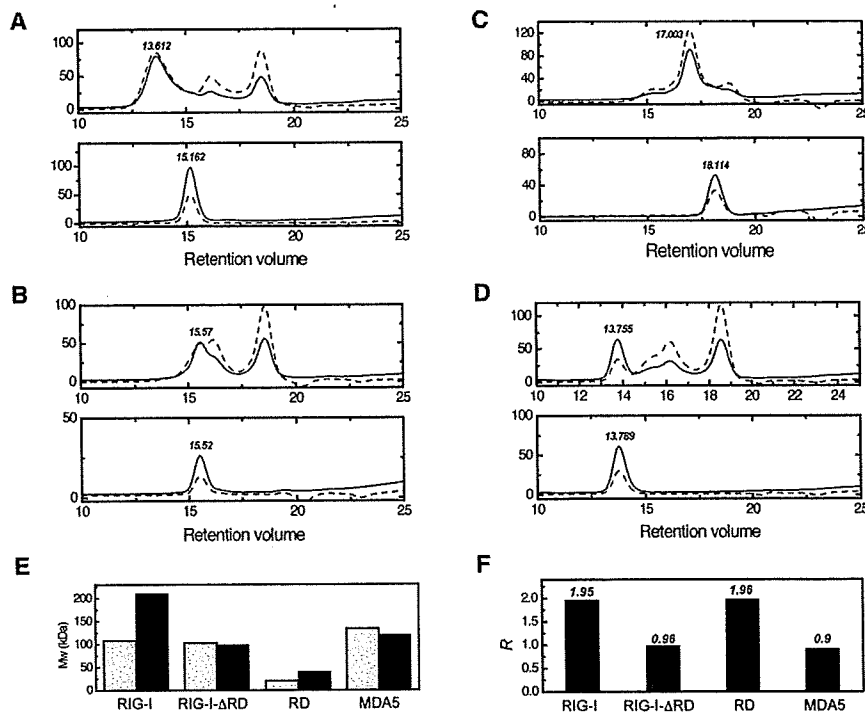 A
13.612
100
50
0
10 15 20 25
15.162
100
50
0
10 15 20 25
Retention volume
B
15.57
100
50
0
10 15 20 25
15.52
50
25
0
10 15 20 25
Retention volume
C
17.003
120
80
40
0
10 15 20 25
18.114
80
40
0
10 15 20 25
Retention volume
D
13.755
100
50
0
10 12 14 16 18 20 22 24
13.789
100
50
0
10 15 20 25
Retention volume
E
Mw (kDa)
200
150
100
50
0
RIG-I RIG-I-ΔRD RD MDA5
F
R
2.0
1.5
1.0
0.5
0.0
1.95 0.96 1.96 0.9
RIG-I RIG-I-ΔRD RD MDA5